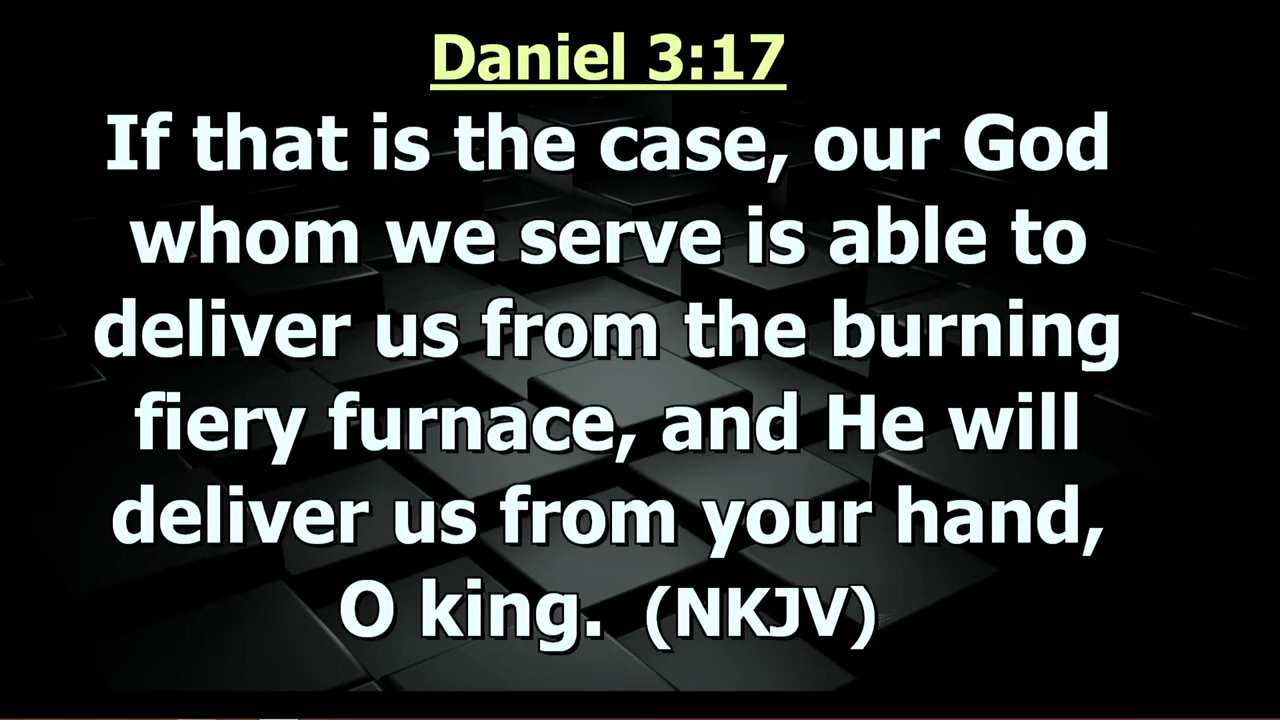 Daniel 3:17
If that is the case, our God
whom we serve is able to
deliver us from the burning
fiery furnace, and He will
deliver us from your hand,
O king. (NKJV)